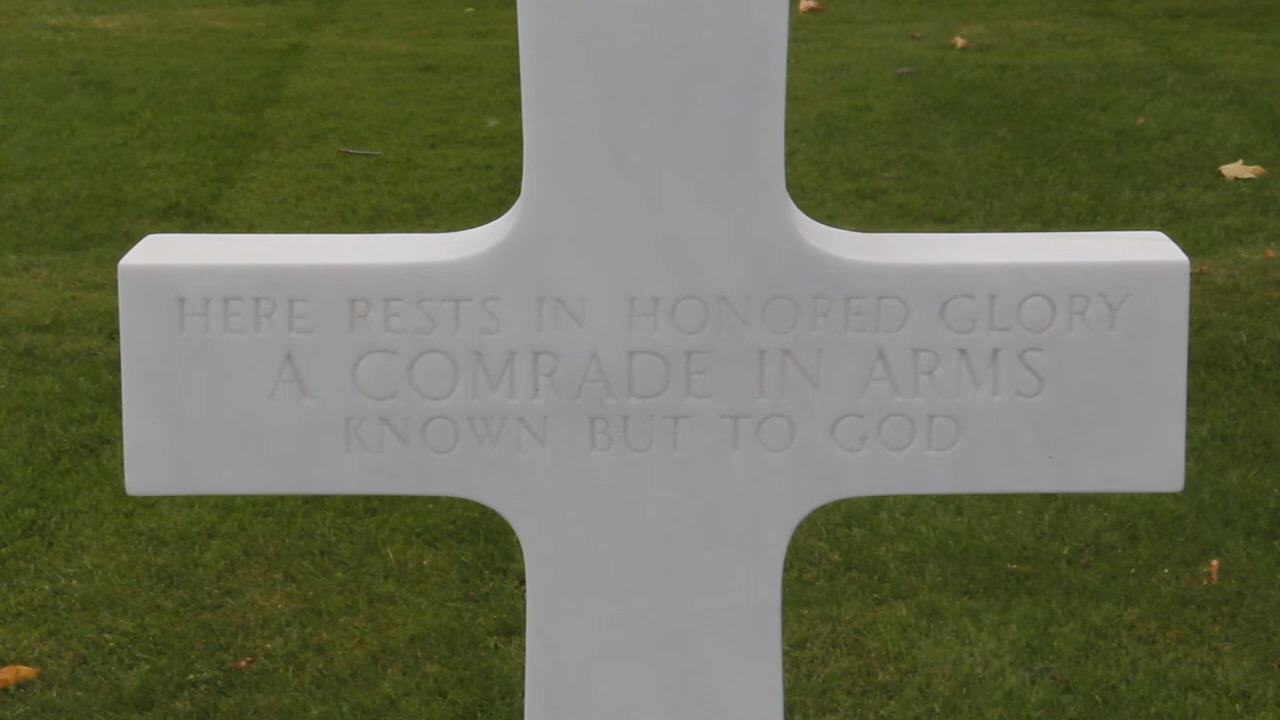 HERE RESTS IN HONORED GLORY
A COMRADE IN ARMS
KNOWN BUT TO GOD